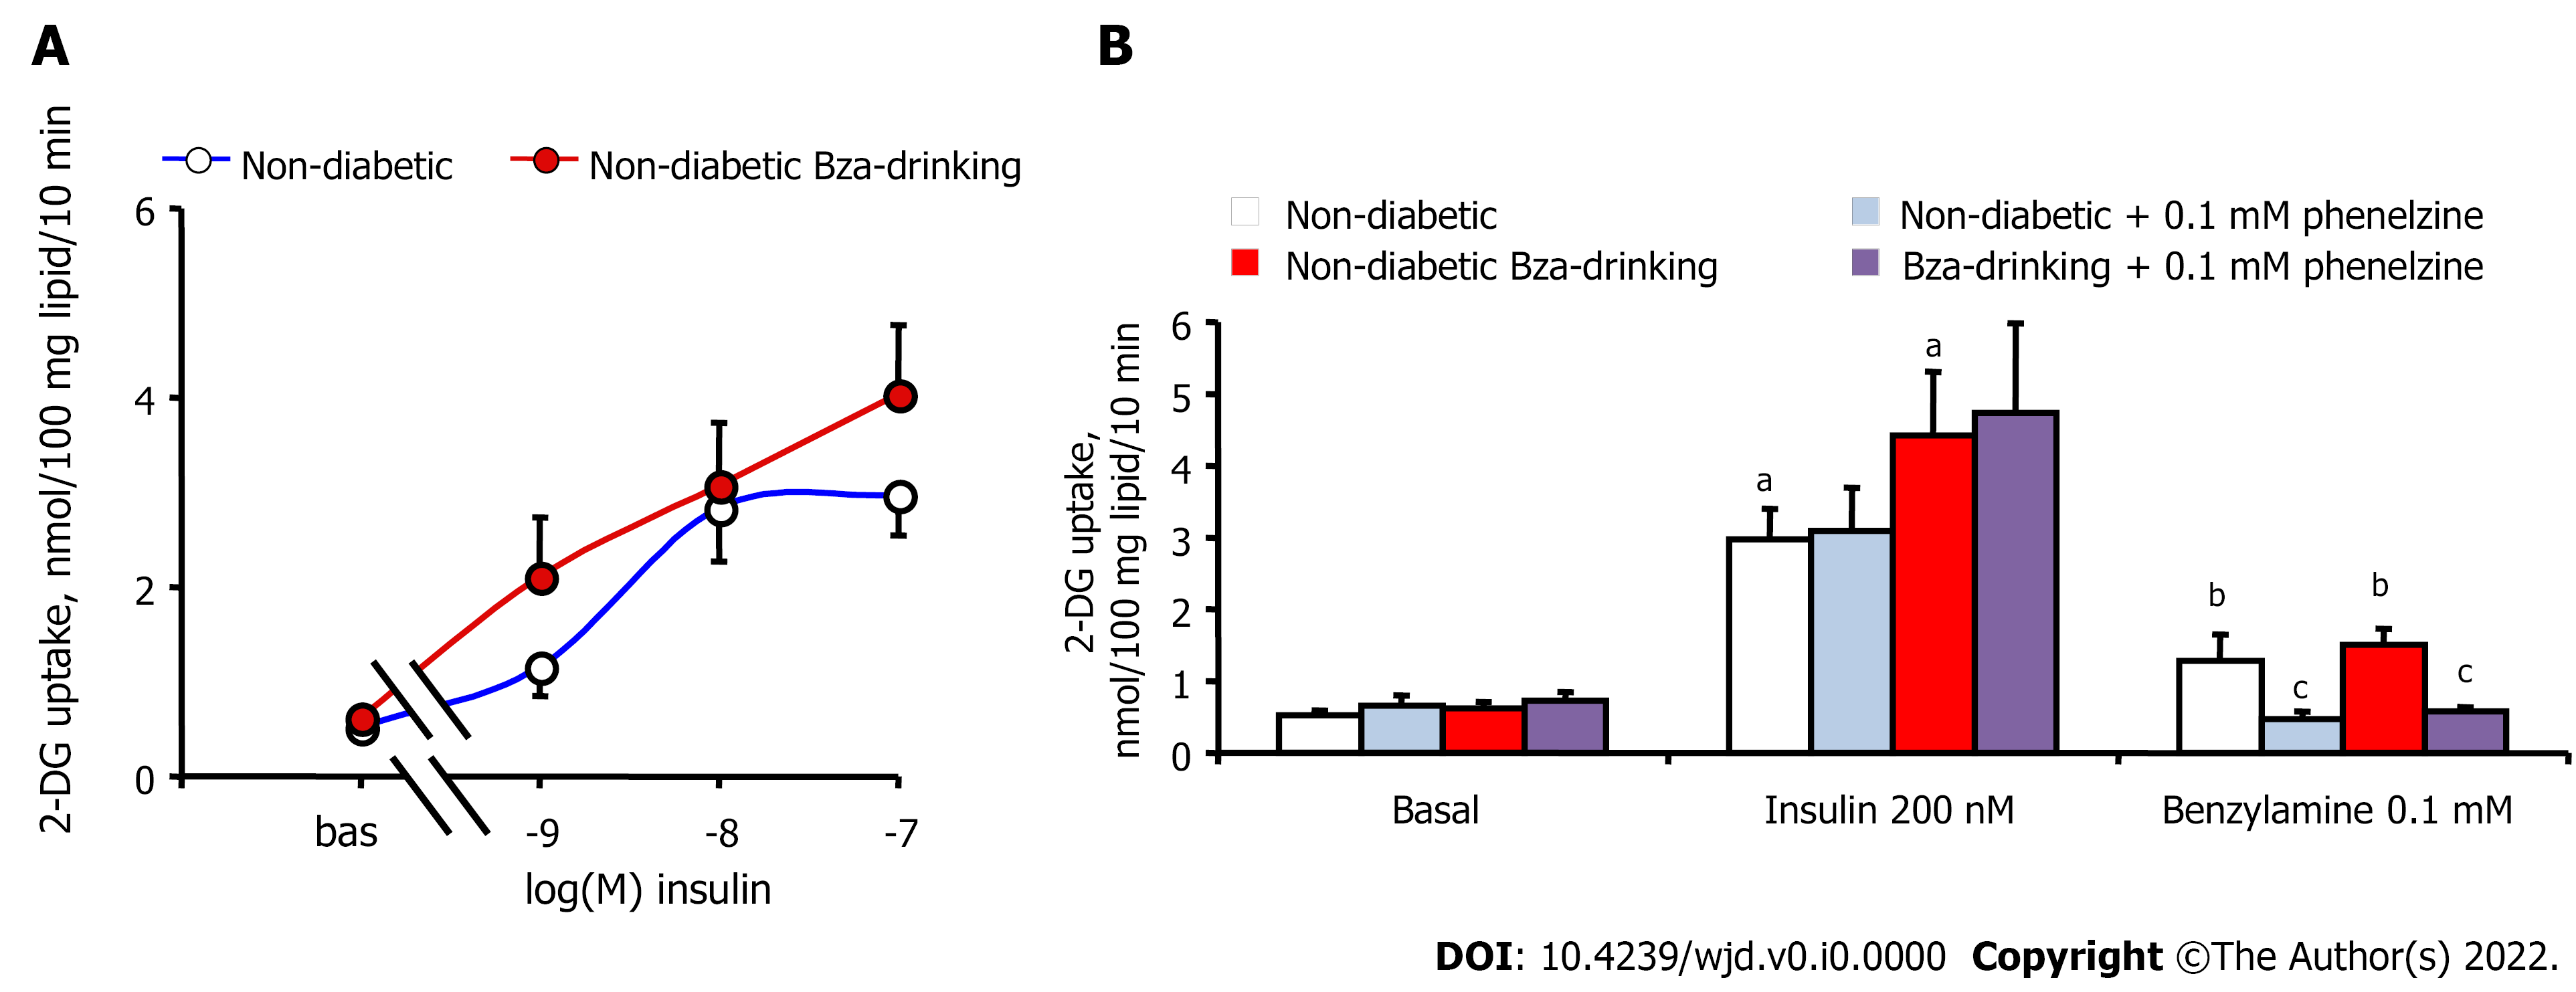 A
2-DG uptake, nmol/100 mg lipid/10 min
Non-diabetic
Non-diabetic Bza-drinking
6
4
2
0
bas -9 -8 -7
log(M) insulin
B
Non-diabetic
Non-diabetic + 0.1 mM phenelzine
Non-diabetic Bza-drinking
Bza-drinking + 0.1 mM phenelzine
2-DG uptake,
nmol/100 mg lipid/10 min
6
5
4
3
2
1
0
a
a
b
c
b
c
Basal
Insulin 200 nM
Benzylamine 0.1 mM
DOI: 10.4239/wjd.v0.i0.0000 Copyright ©The Author(s) 2022.